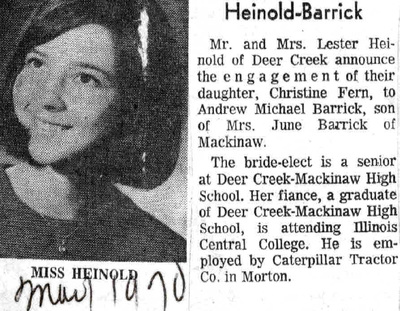 Heinold-Barrick
Mr. and Mrs. Lester Hei-
nold of Deer Creek announce
the engagement of their
daughter, Christine Fern, to
Andrew Michael Barrick, son
of Mrs. June Barrick of
Mackinaw.
The bride-elect is a senior
at Deer Creek-Mackinaw High
School. Her fiance, a graduate
of Deer Creek-Mackinaw High
School, is attending Illinois
Central College. He is em-
ployed by Caterpillar Tractor
Co. in Morton.
MISS HEINOLD
1970